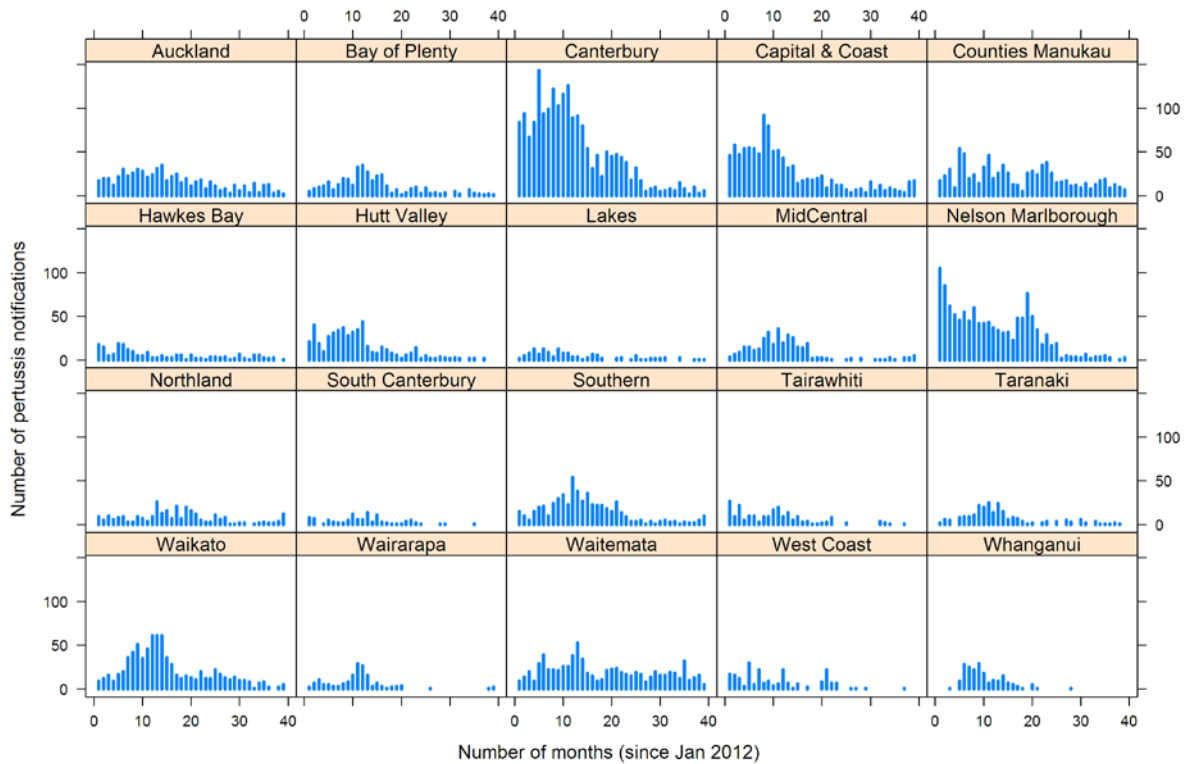 0 10 20 30 40 0 10 20 30 40
Auckland Bay of Plenty Canterbury Capital & Coast Counties Manukau
100
50
0
Hawkes Bay Hutt Valley Lakes MidCentral Nelson Marlborough
100
50
0
Northland South Canterbury Southern Tairawhiti Taranaki
100
50
0
Waikato Wairarapa Waitemata West Coast Whanganui
100
50
0
0 10 20 30 40 0 10 20 30 40 0 10 20 30 40
Number of pertussis notifications
Number of months (since Jan 2012)